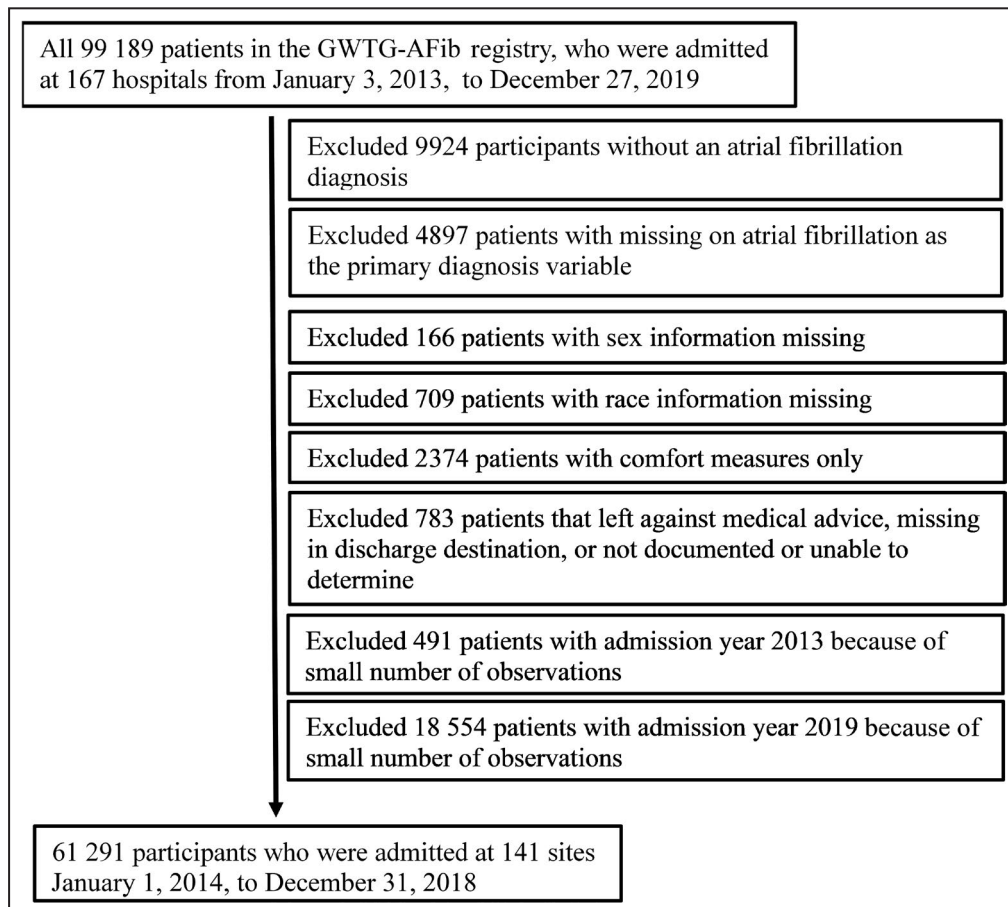 All 99 189 patients in the GWTG-AFib registry, who were admitted
at 167 hospitals from January 3, 2013, to December 27, 2019
Excluded 9924 participants without an atrial fibrillation
diagnosis
Excluded 4897 patients with missing on atrial fibrillation as
the primary diagnosis variable
Excluded 166 patients with sex information missing
Excluded 709 patients with race information missing
Excluded 2374 patients with comfort measures only
Excluded 783 patients that left against medical advice, missing
in discharge destination, or not documented or unable to
determine
Excluded 491 patients with admission year 2013 because of
small number of observations
Excluded 18 554 patients with admission year 2019 because of
small number of observations
61 291 participants who were admitted at 141 sites
January 1, 2014, to December 31, 2018